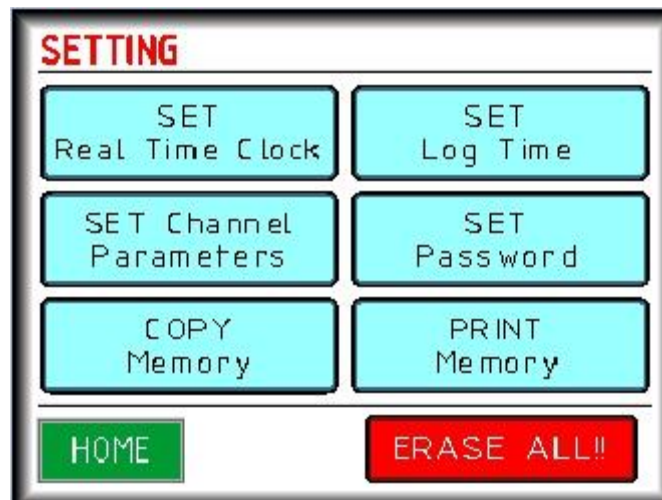 SETTING
SET
Real Time Clock
SET
Log Time
SET Channel
Parameters
SET
Password
COPY
Memory
PRINT
Memory
HOME
ERASE ALL!!